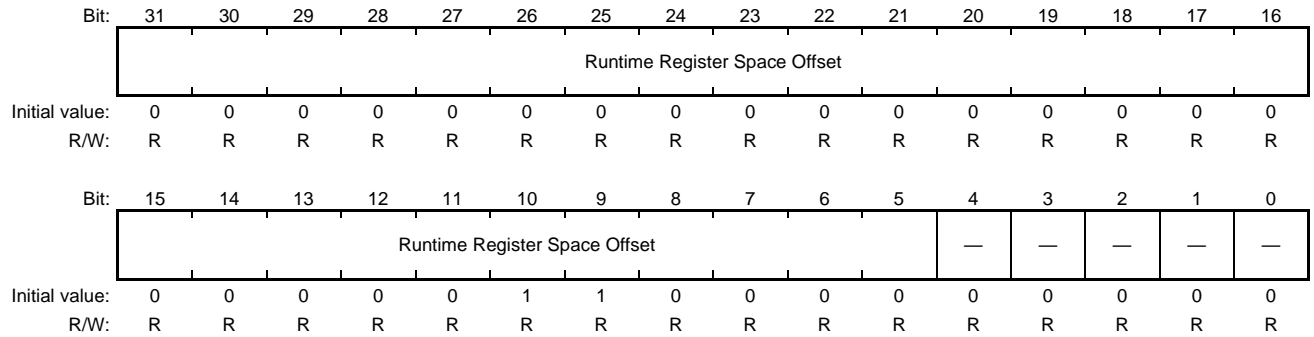 Bit: 31 30 29 28 27 26 25 24 23 22 21 20 19 18 17 16
Runtime Register Space Offset
Initial value: 0 0 0 0 0 0 0 0 0 0 0 0 0 0 0 0
R/W: R R R R R R R R R R R R R R R R
Bit: 15 14 13 12 11 10 9 8 7 6 5 4 3 2 1 0
Runtime Register Space Offset — — — — —
Initial value: 0 0 0 0 0 1 1 0 0 0 0 0 0 0 0 0
R/W: R R R R R R R R R R R R R R R R